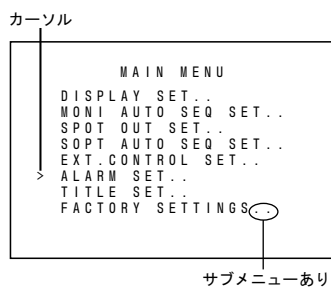 カーソル
MAIN MENU
DISPLAY SET..
MONI AUTO SEQ SET..
SPOT OUT SET..
SOPT AUTO SEQ SET..
EXT.CONTROL SET..
> ALARM SET..
TITLE SET..
FACTORY SETTINGS..
サブメニューあり